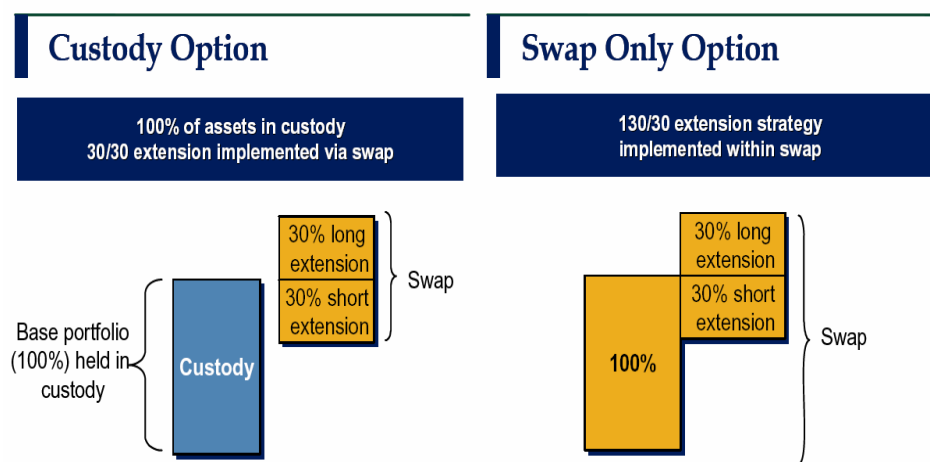 Custody Option
100% of assets in custody
30/30 extension implemented via swap
30% long
extension
30% short
extension
Swap
Base portfolio
(100%) held in
custody
Custody
Swap Only Option
130/30 extension strategy
implemented within swap
30% long
extension
30% short
extension
100%
Swap